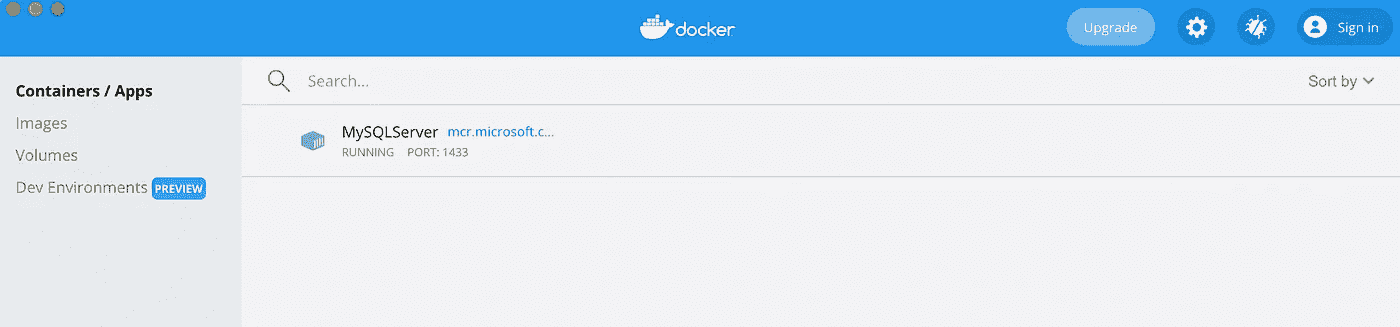 docker
Upgrade
Sign in
Containers / Apps
Images
Volumes
Dev Environments PREVIEW
Search...
Sort by
MySQLServer mcr.microsoft.c...
RUNNING PORT: 1433